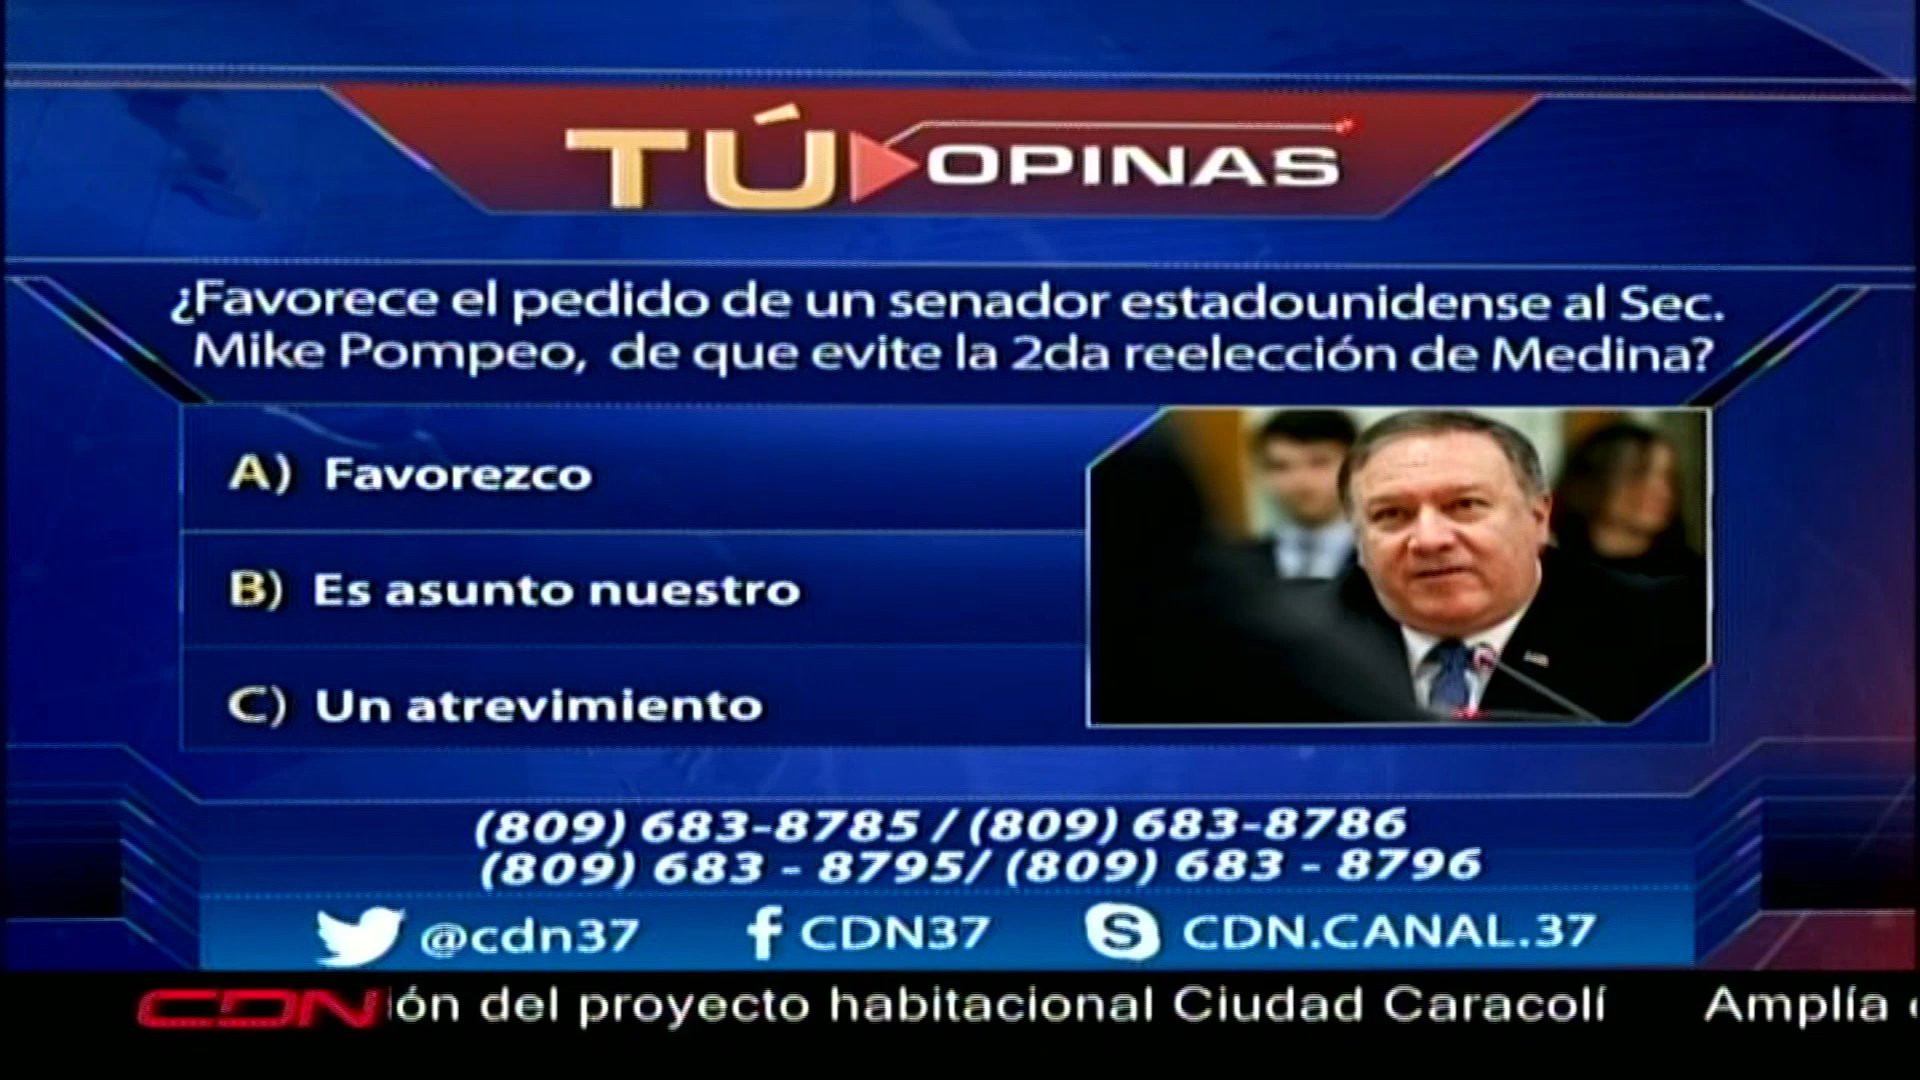 TÚ OPINAS
¿Favorece el pedido de un senador estadounidense al Sec.
Mike Pompeo, de que evite la 2da reelección de Medina?
A) Favorezco
B) Es asunto nuestro
C) Un atrevimiento
(809) 683-8785 / (809) 683-8786
(809) 683 - 8795/ (809) 683 - 8796
@cdn37 CDN37 CDN.CANAL.37
CDN ón del proyecto habitacional Ciudad Caracolí Amplía